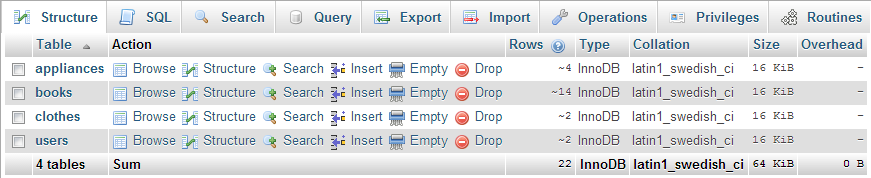 Structure SQL Search Query Export Import Operations Privileges Routines
Table Action Rows Type Collation Size Overhead
appliances Browse Structure Search Insert Empty Drop ~4 InnoDB latin1_swedish_ci 16 KiB -
books Browse Structure Search Insert Empty Drop ~14 InnoDB latin1_swedish_ci 16 KiB -
clothes Browse Structure Search Insert Empty Drop ~2 InnoDB latin1_swedish_ci 16 KiB -
users Browse Structure Search Insert Empty Drop ~2 InnoDB latin1_swedish_ci 16 KiB -
4 tables Sum 22 InnoDB latin1_swedish_ci 64 KiB 0 B